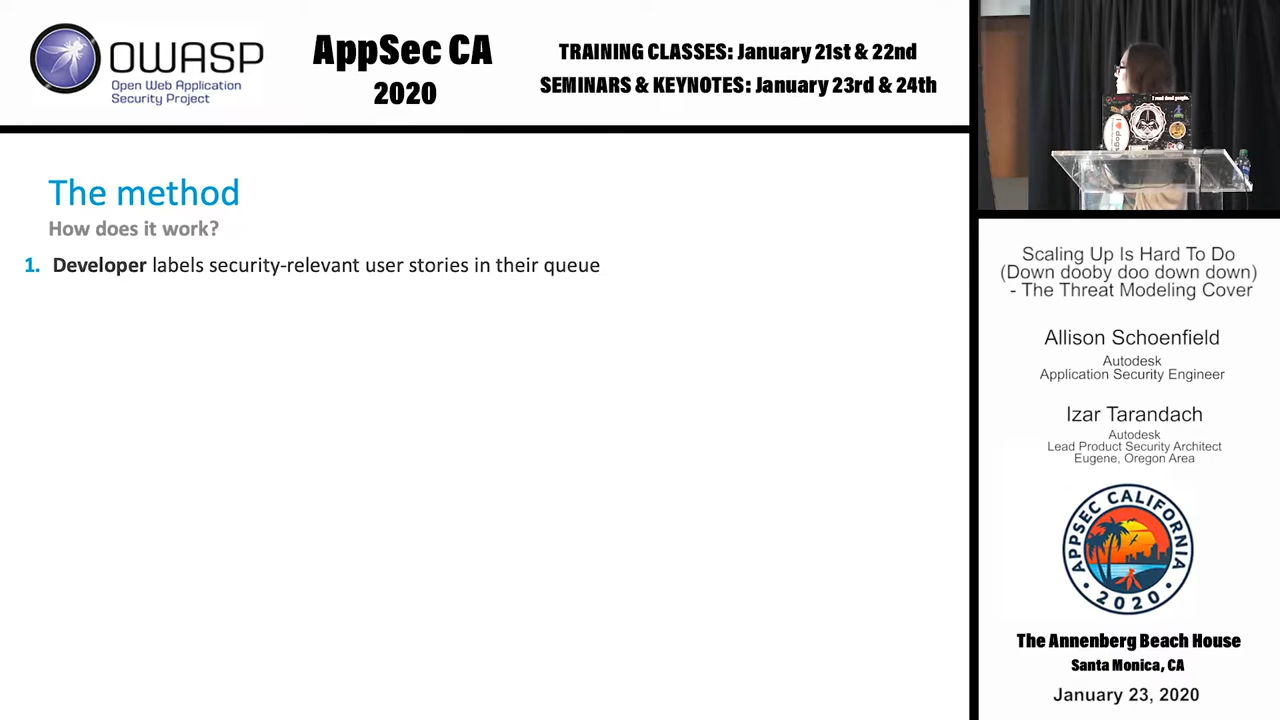 OWASP
Open Web Application
Security Project
AppSec CA
2020
TRAINING CLASSES: January 21st & 22nd
SEMINARS & KEYNOTES: January 23rd & 24th
I read dead people.
The method
How does it work?
1. Developer labels security-relevant user stories in their queue
Scaling Up Is Hard To Do
(Down dooby doo down down)
- The Threat Modeling Cover
Allison Schoenfield
Autodesk
Application Security Engineer
Izar Tarandach
Autodesk
Lead Product Security Architect
Eugene, Oregon Area
APPSEC CALIFORNIA
• 2020 •
The Annenberg Beach House
Santa Monica, CA
January 23, 2020